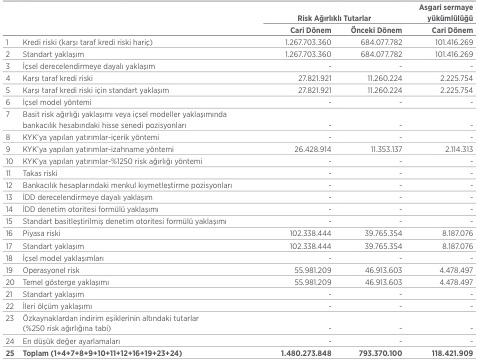 Asgari sermaye
Risk Ağırlıklı Tutarlar yükümlülüğü
Cari Dönem Önceki Dönem Cari Dönem
1 Kredi riski (karşı taraf kredi riski hariç) 1.267.703.360 684.077.782 101.416.269
2 Standart yaklaşım 1.267.703.360 684.077.782 101.416.269
3 İçsel derecelendirmeye dayalı yaklaşım - - -
4 Karşı taraf kredi riski 27.821.921 11.260.224 2.225.754
5 Karşı taraf kredi riski için standart yaklaşım 27.821.921 11.260.224 2.225.754
6 İçsel model yöntemi - - -
7 Basit risk ağırlığı yaklaşımı veya içsel modeller yaklaşımında
bankacılık hesabındaki hisse senedi pozisyonları - - -
8 KYK'ya yapılan yatırımlar-içerik yöntemi - - -
9 KYK'ya yapılan yatırımlar-izahname yöntemi 26.428.914 11.353.137 2.114.313
10 KYK'ya yapılan yatırımlar-%1250 risk ağırlığı yöntemi - - -
11 Takas riski - - -
12 Bankacılık hesaplarındaki menkul kıymetleştirme pozisyonları - - -
13 İDD derecelendirmeye dayalı yaklaşım - - -
14 İDD denetim otoritesi formülü yaklaşımı - - -
15 Standart basitleştirilmiş denetim otoritesi formülü yaklaşımı - - -
16 Piyasa riski 102.338.444 39.765.354 8.187.076
17 Standart yaklaşım 102.338.444 39.765.354 8.187.076
18 İçsel model yaklaşımları - - -
19 Operasyonel risk 55.981.209 46.913.603 4.478.497
20 Temel gösterge yaklaşımı 55.981.209 46.913.603 4.478.497
21 Standart yaklaşım - - -
22 İleri ölçüm yaklaşımı - - -
23 Özkaynaklardan indirim eşiklerinin altındaki tutarlar
(%250 risk ağırlığına tabi) - - -
24 En düşük değer ayarlamaları - - -
25 Toplam (1+4+7+8+9+10+11+12+16+19+23+24) 1.480.273.848 793.370.100 118.421.909